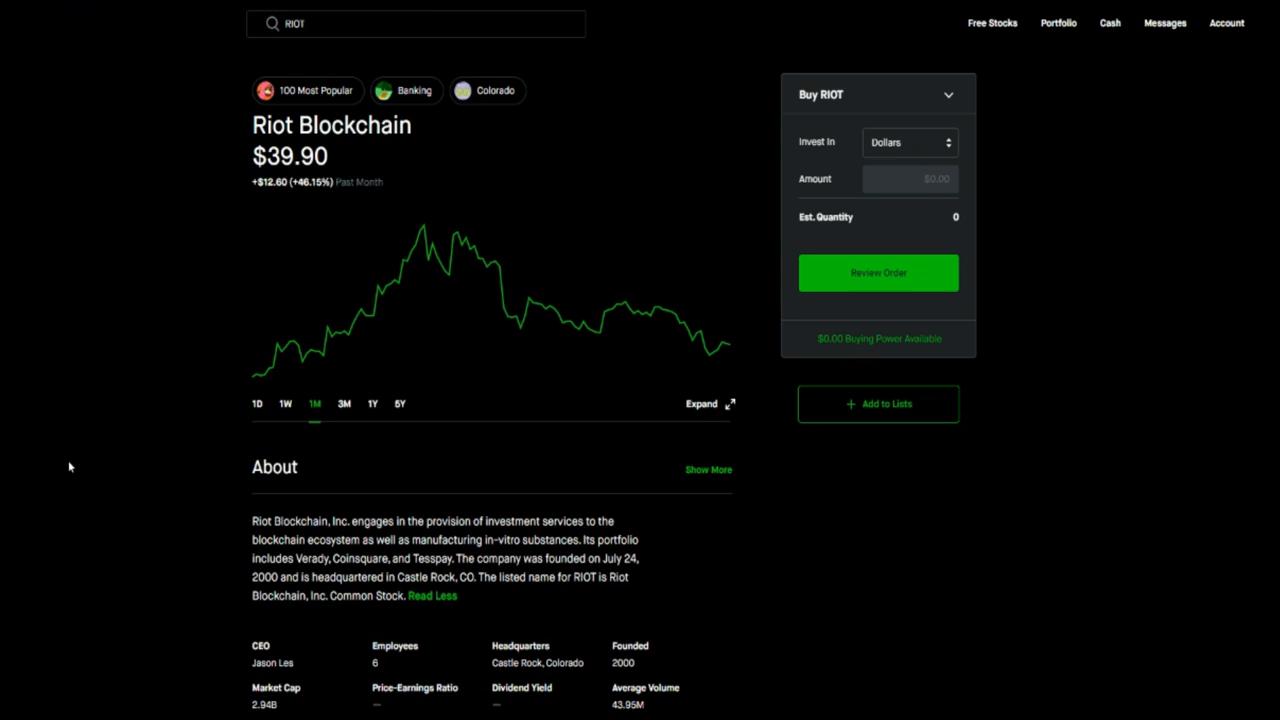 RIOT
Free Stocks Portfolio Cash Messages Account
100 Most Popular Banking Colorado
Riot Blockchain
$39.90
+$12.60 (+46.15%) Past Month
1D 1W 1M 3M 1Y 5Y Expand
About Show More
Riot Blockchain, Inc. engages in the provision of investment services to the
blockchain ecosystem as well as manufacturing in-vitro substances. Its portfolio
includes Verady, Coinsquare, and Tesspay. The company was founded on July 24,
2000 and is headquartered in Castle Rock, CO. The listed name for RIOT is Riot
Blockchain, Inc. Common Stock. Read Less
CEO Employees Headquarters Founded
Jason Les 6 Castle Rock, Colorado 2000
Market Cap Price-Earnings Ratio Dividend Yield Average Volume
2.94B — — 43.95M
Buy RIOT
Invest In Dollars
Amount $0.00
Est. Quantity 0
Review Order
$0.00 Buying Power Available
+ Add to Lists